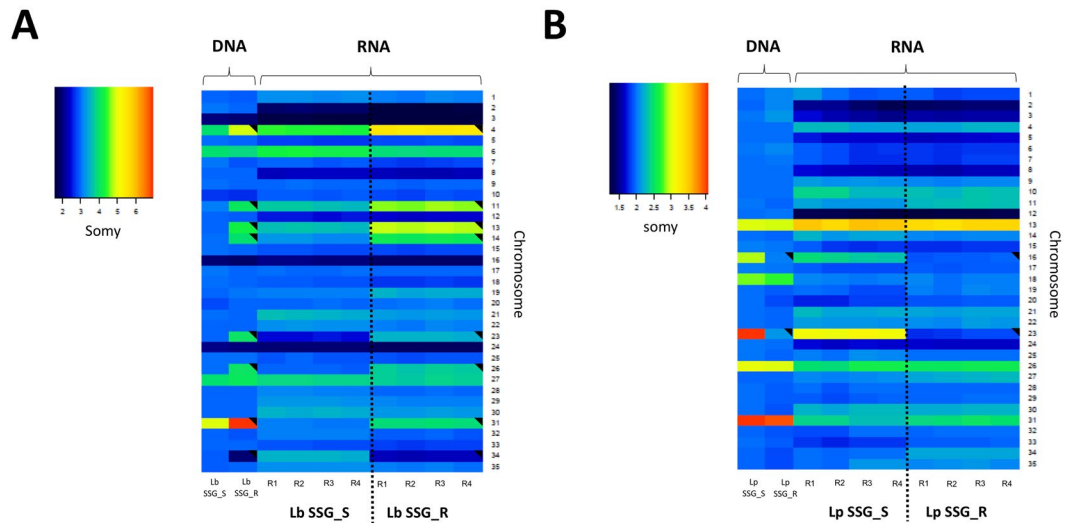 A
B
DNA
RNA
DNA
RNA
2
3
4
5
6
Somy
1.5
2
2.5
3
3.5
4
somy
1
2
3
4
5
6
7
8
9
10
11
12
13
14
15
16
17
18
19
20
21
22
23
24
25
26
27
28
29
30
31
32
33
34
35
Chromosome
1
2
3
4
5
6
7
8
9
10
11
12
13
14
15
16
17
18
19
20
21
22
23
24
25
26
27
28
29
30
31
32
33
34
35
Chromosome
Lb SSG_S
Lb SSG_R
R1
R2
R3
R4
R1
R2
R3
R4
Lb SSG_S
Lb SSG_R
Lp SSG_S
Lp SSG_R
R1
R2
R3
R4
R1
R2
R3
R4
Lp SSG_S
Lp SSG_R